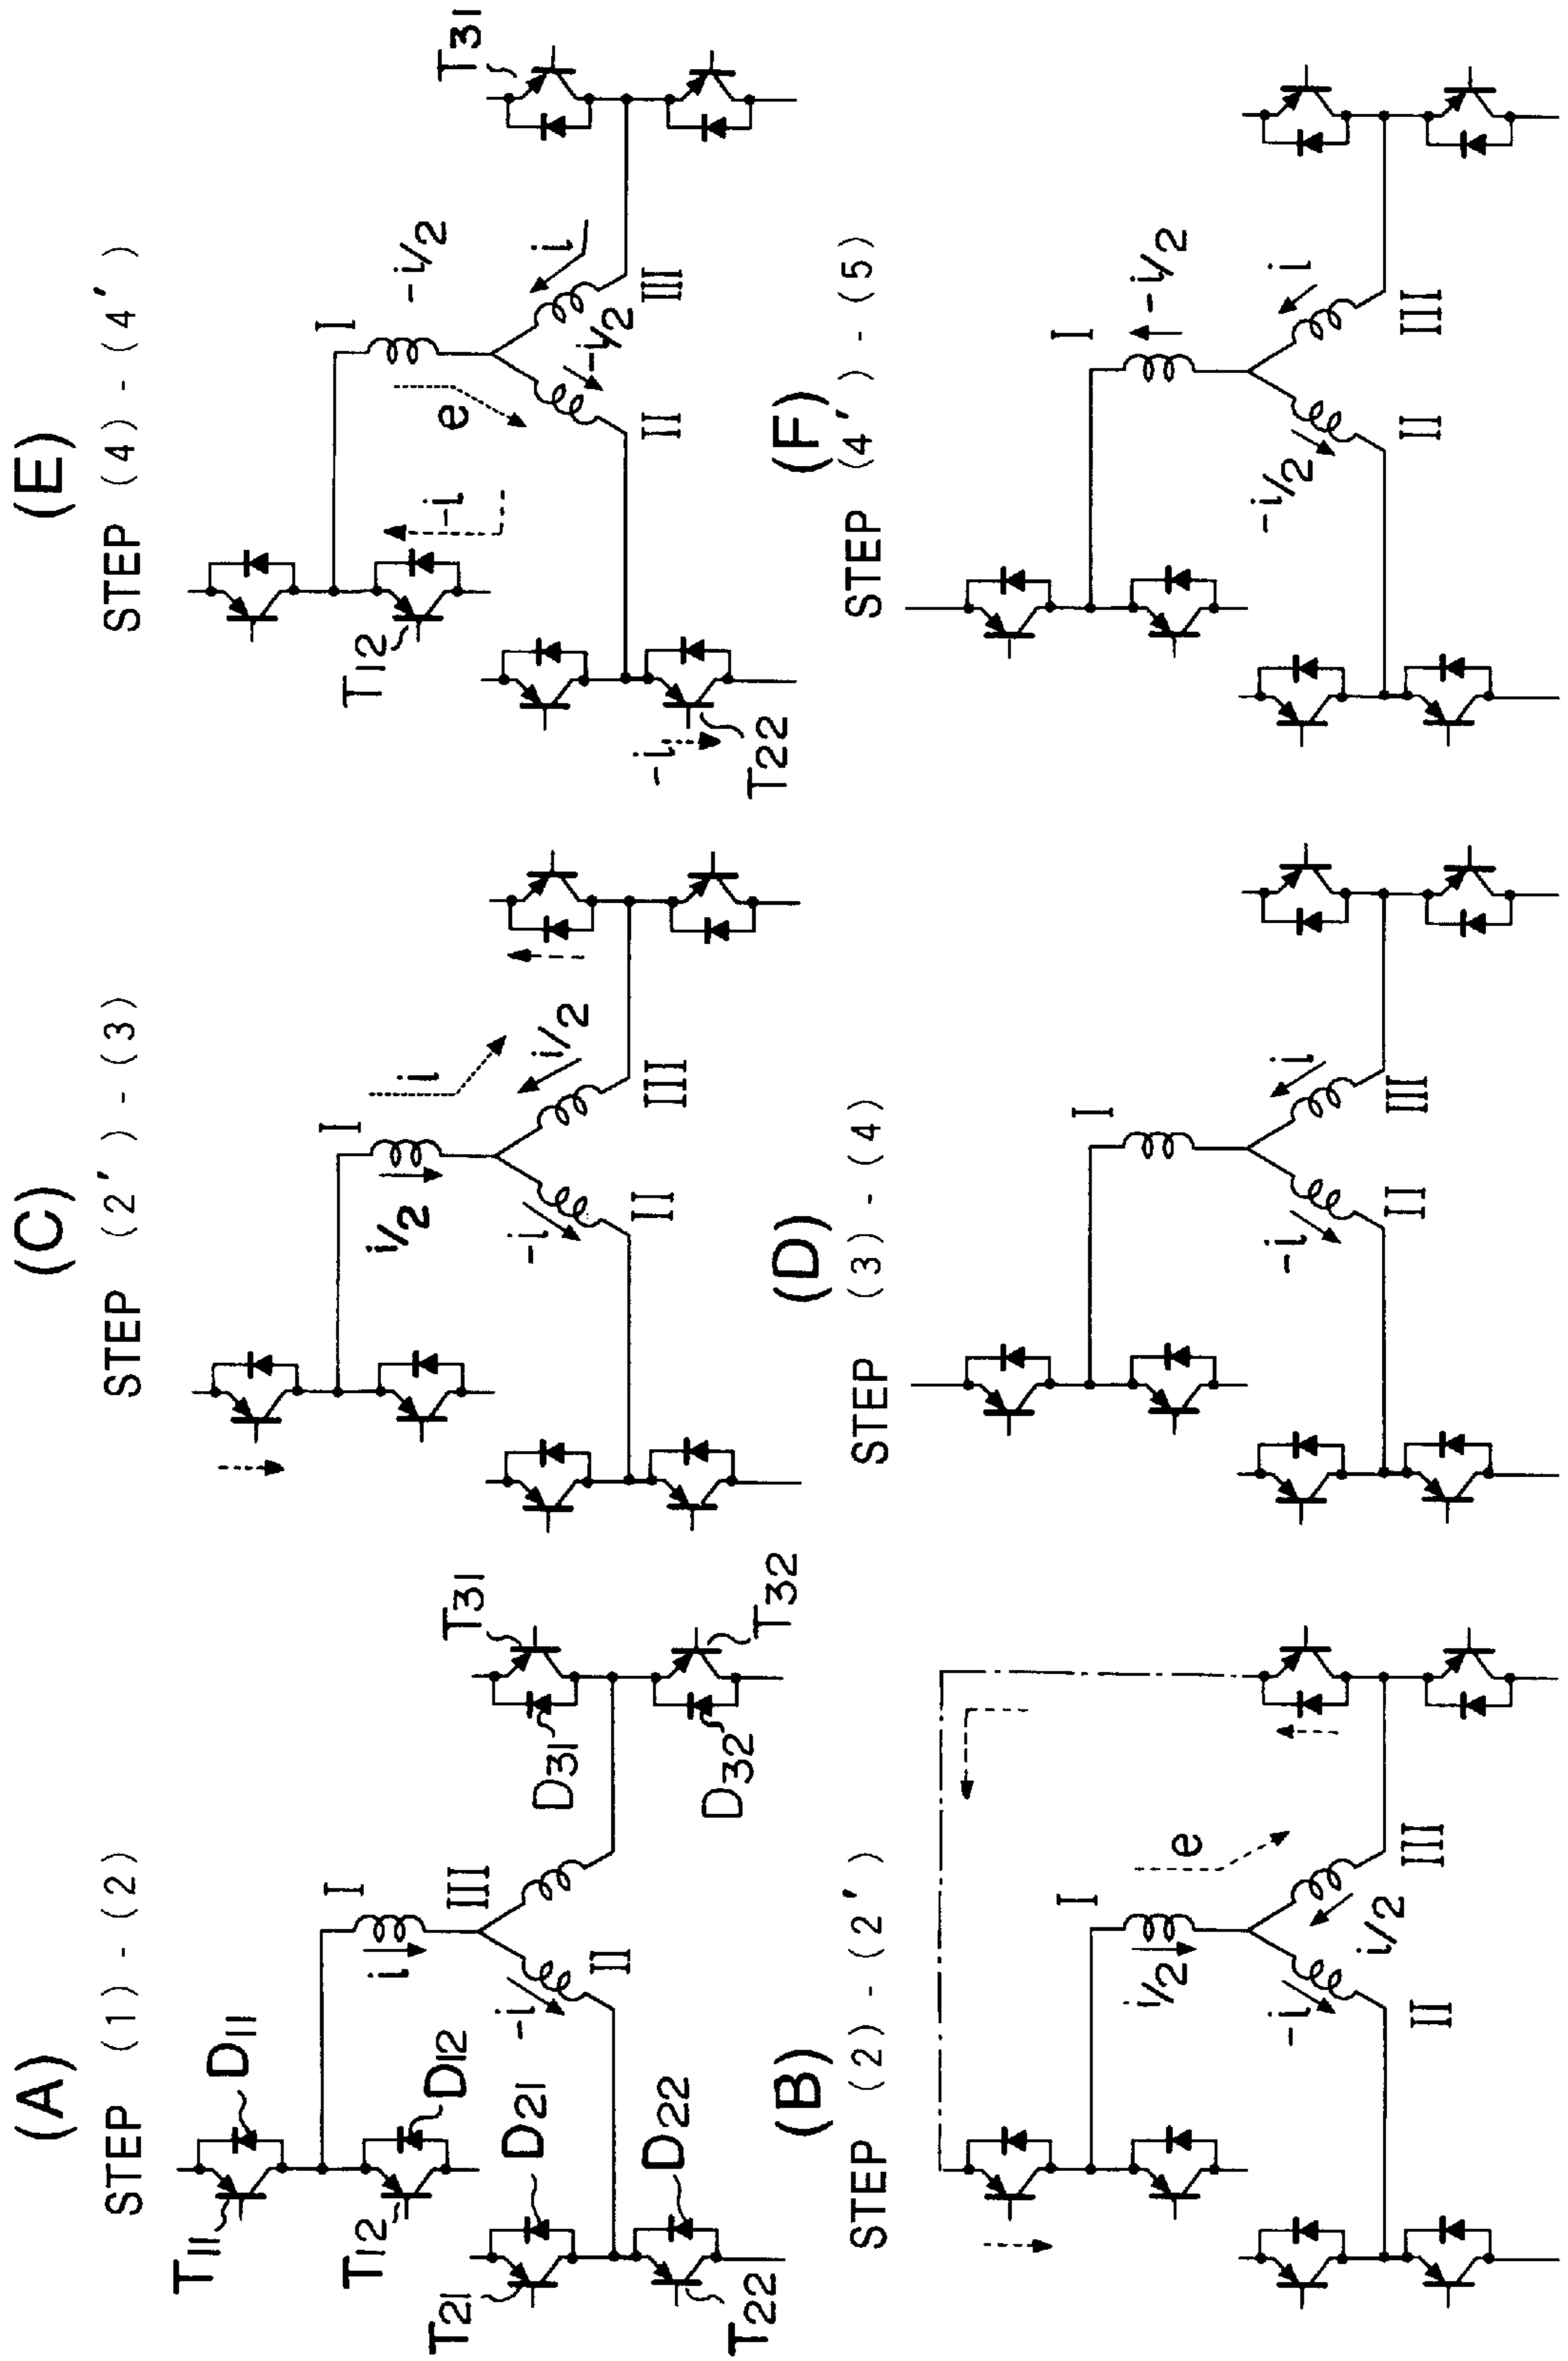 (A)
STEP (1) - (2)
T11
D11
T12
D12
I
i
III
II
-i
T21
D21
T22
D22
T31
D31
T32
D32
(B)
STEP (2) - (2')
I
i/2
e
-i
i/2
II
III
(C)
STEP (2') - (3)
I
i/2
i
-i
i/2
II
III
(D)
STEP (3) - (4)
I
-i
i
II
III
(E)
STEP (4) - (4')
T12
-i
I
-i/2
e
i
-i/2
II
III
-i
T22
T31
(F)
STEP (4') - (5)
I
-i/2
-i/2
i
II
III